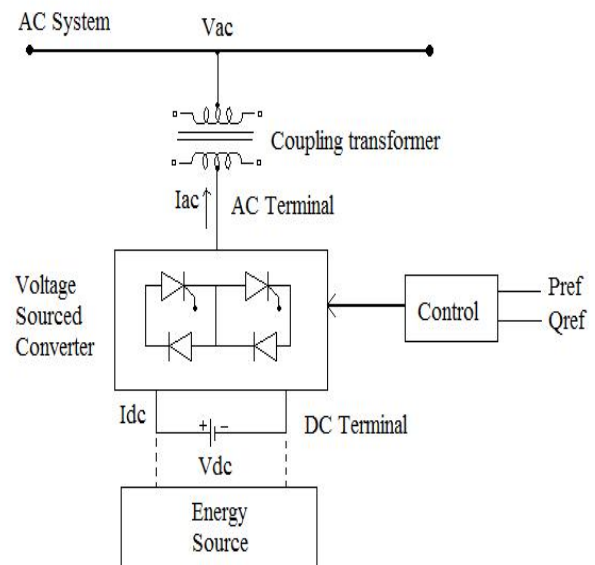 AC System
Vac
Coupling transformer
Iac
AC Terminal
Voltage
Sourced
Converter
Control
Pref
Qref
Idc
+ −
DC Terminal
Vdc
Energy
Source